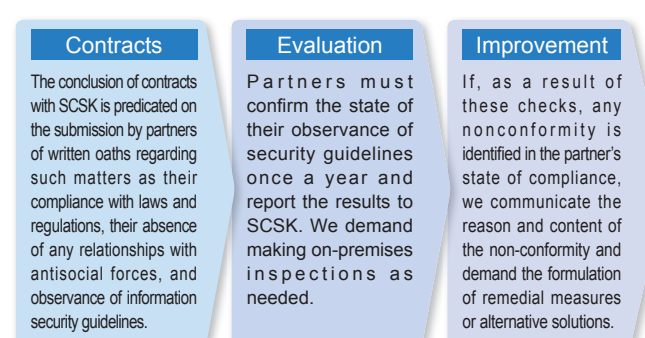 Contracts
The conclusion of contracts
with SCSK is predicated on
the submission by partners
of written oaths regarding
such matters as their
compliance with laws and
regulations, their absence
of any relationships with
antisocial forces, and
observance of information
security guidelines.
Evaluation
Partners must
confirm the state of
their observance of
security guidelines
once a year and
report the results to
SCSK. We demand
making on-premises
inspections as
needed.
Improvement
If, as a result of
these checks, any
nonconformity is
identified in the partner's
state of compliance,
we communicate the
reason and content of
the non-conformity and
demand the formulation
of remedial measures
or alternative solutions.